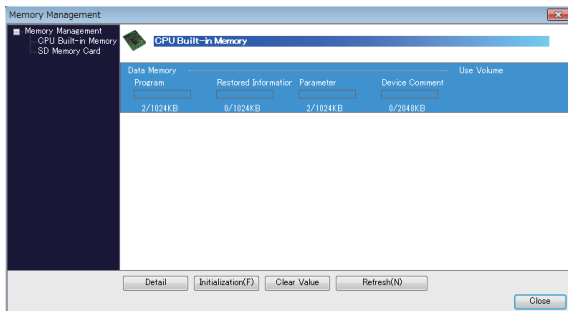 Memory Management
Memory Management
CPU Built-in Memory
SD Memory Card
CPU Built-in Memory
Data Memory
Use Volume
Program Restored Information Parameter Device Comment
2/1024KB 0/1024KB 2/1024KB 0/2048KB
Detail Initialization(F) Clear Value Refresh(N)
Close